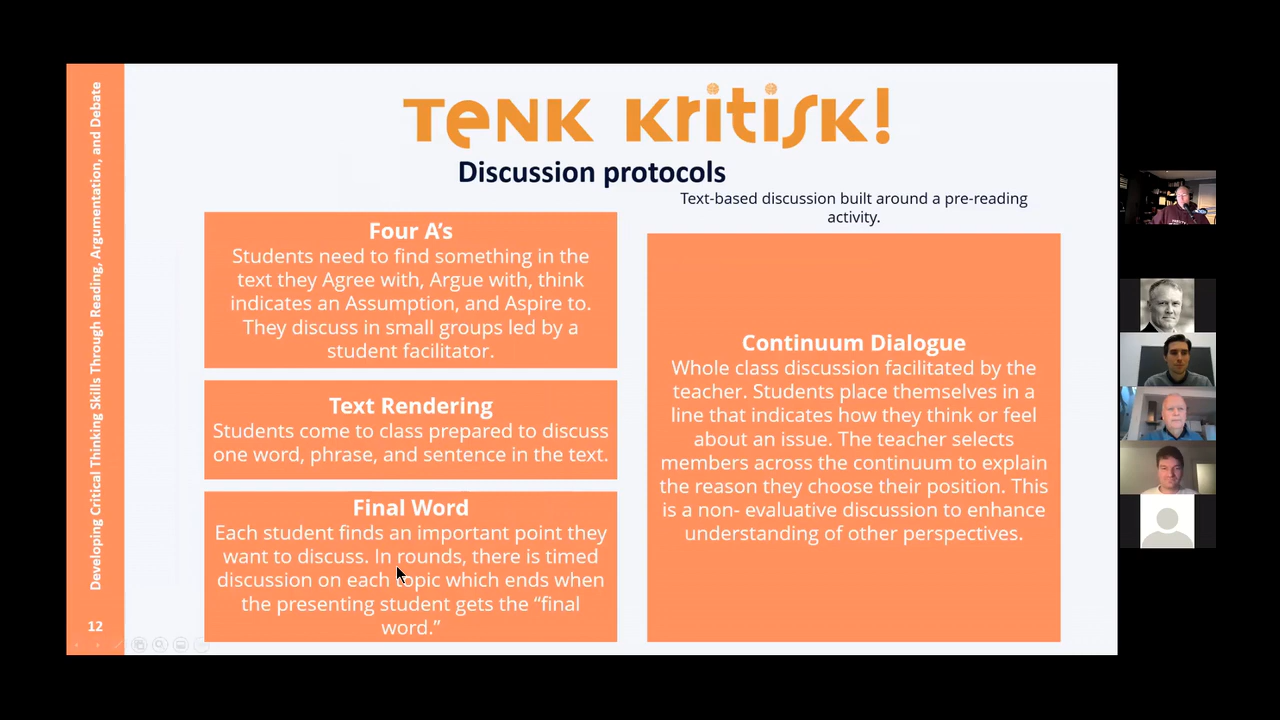 Developing Critical Thinking Skills Through Reading, Argumentation, and Debate
12
TENK KRITISK!
Discussion protocols
Text-based discussion built around a pre-reading
activity.
Four A’s
Students need to find something in the
text they Agree with, Argue with, think
indicates an Assumption, and Aspire to.
They discuss in small groups led by a
student facilitator.
Text Rendering
Students come to class prepared to discuss
one word, phrase, and sentence in the text.
Final Word
Each student finds an important point they
want to discuss. In rounds, there is timed
discussion on each topic which ends when
the presenting student gets the “final
word.”
Continuum Dialogue
Whole class discussion facilitated by the
teacher. Students place themselves in a
line that indicates how they think or feel
about an issue. The teacher selects
members across the continuum to explain
the reason they choose their position. This
is a non- evaluative discussion to enhance
understanding of other perspectives.